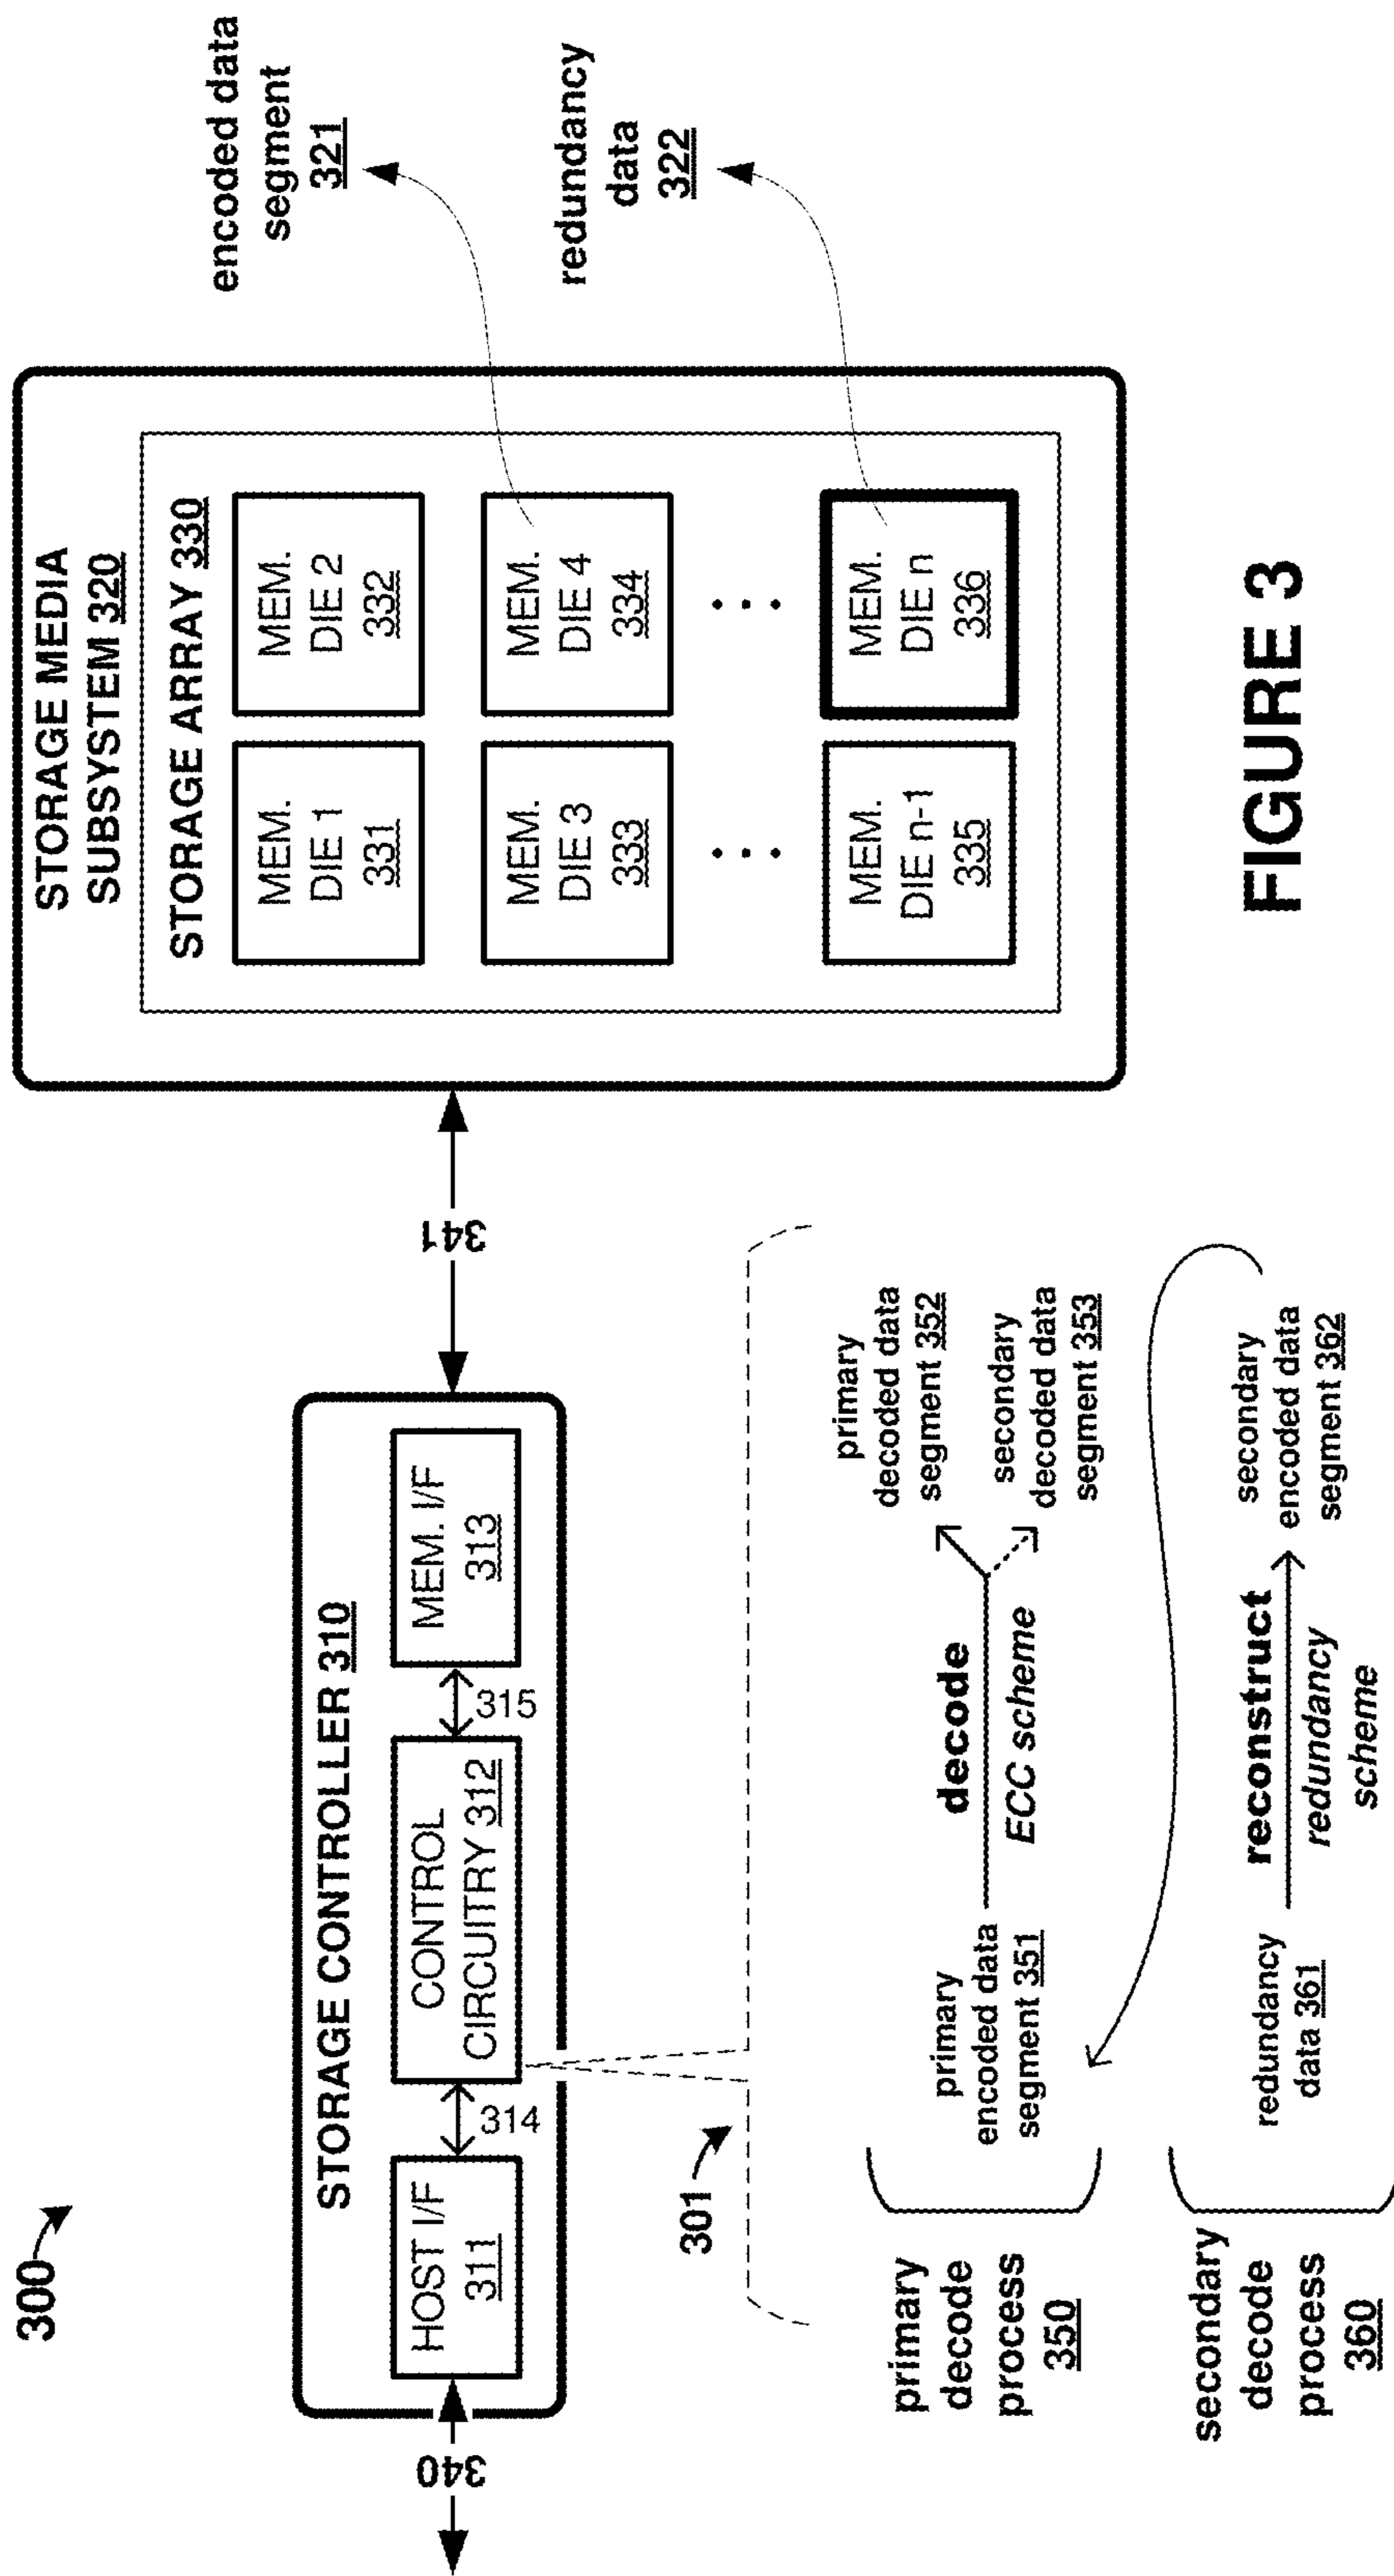 300
STORAGE CONTROLLER 310
HOST I/F
311
314
CONTROL
CIRCUITRY 312
315
MEM. I/F
313
340
341
STORAGE MEDIA
SUBSYSTEM 320
STORAGE ARRAY 330
MEM.
DIE 1
331
MEM.
DIE 2
332
MEM.
DIE 3
333
MEM.
DIE 4
334
MEM.
DIE n-1
335
MEM.
DIE n
336
encoded data
segment
321
redundancy
data
322
301
primary
decode
process
350
primary
encoded data
segment 351
decode
ECC scheme
primary
decoded data
segment 352
secondary
decoded data
segment 353
secondary
decode
process
360
redundancy
data 361
reconstruct
redundancy
scheme
secondary
encoded data
segment 362
FIGURE 3